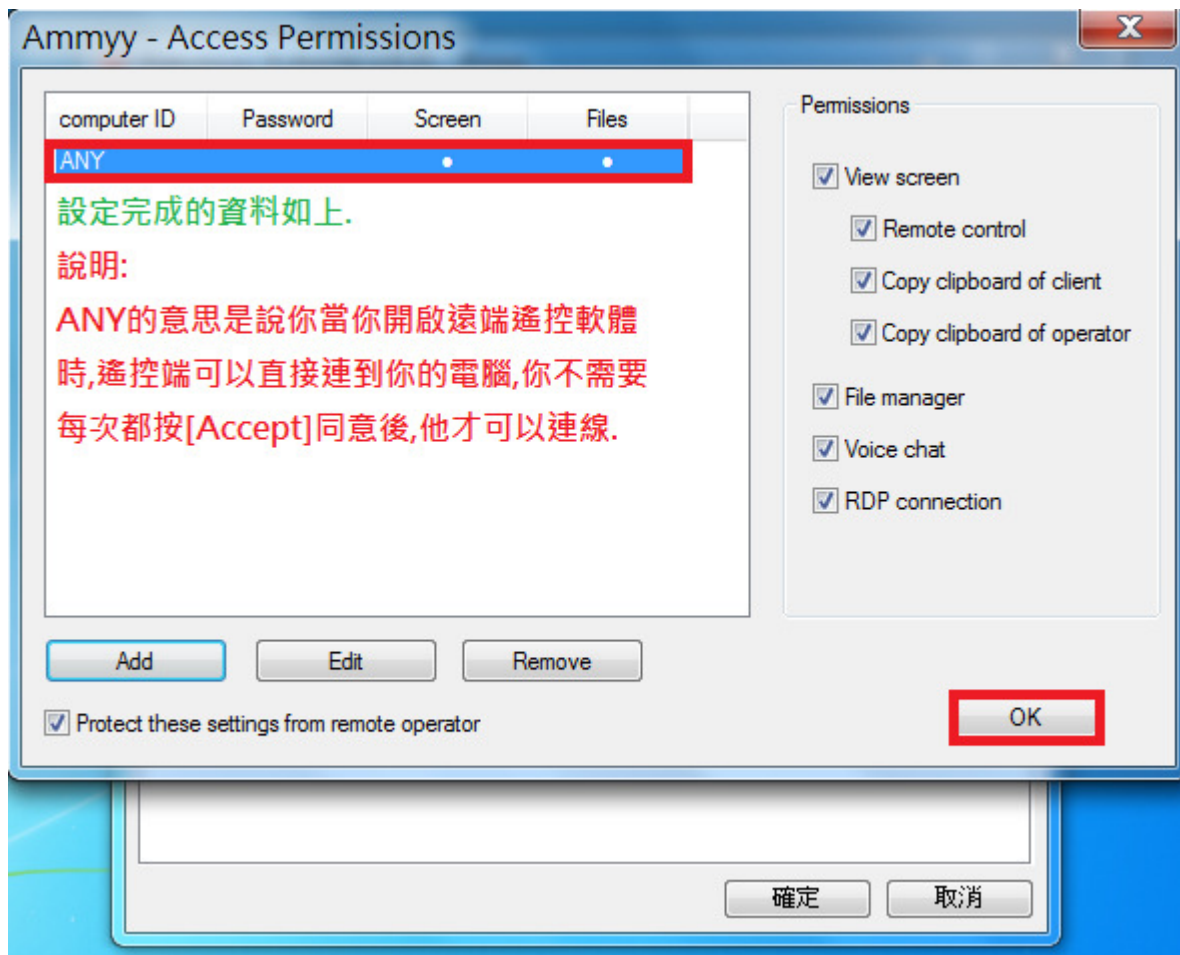 Ammyy - Access Permissions
computer ID Password Screen Files
ANY
設定完成的資料如上.
說明:
ANY的意思是說你當你開啟遠端遙控軟體
時,遙控端可以直接連到你的電腦,你不需要
每次都按[Accept]同意後,他才可以連線.
Permissions
View screen
Remote control
Copy clipboard of client
Copy clipboard of operator
File manager
Voice chat
RDP connection
Add Edit Remove
Protect these settings from remote operator
OK
確定 取消